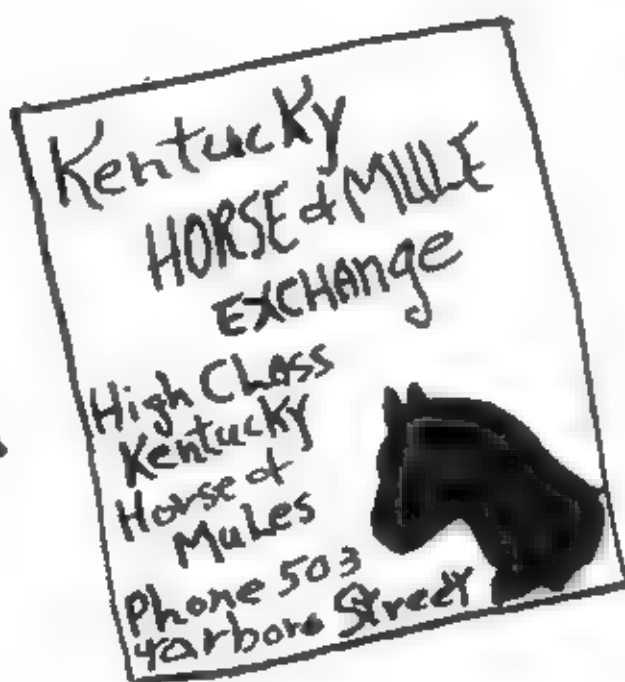 Kentucky
HORSE & MULE
EXCHANge
High CLASS
Kentucky
Horse &
MuLes
Phone 503
Yarboro Street